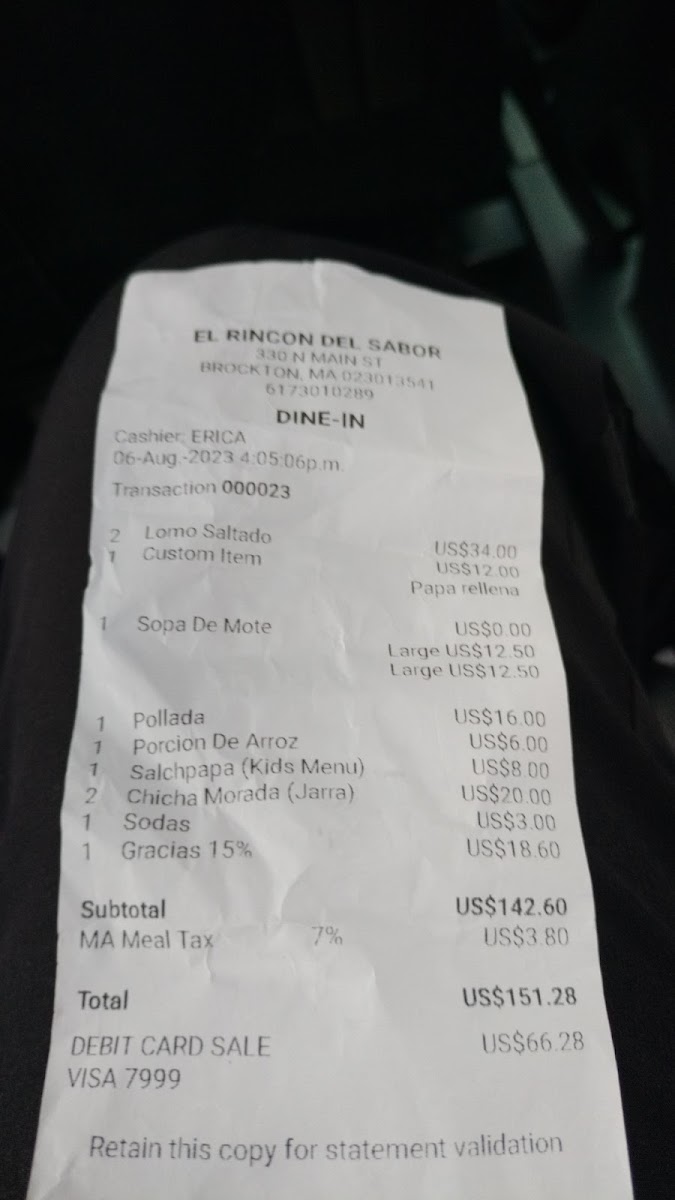 EL RINCON DEL SABOR
330 N MAIN ST
BROCKTON, MA 023013541
6173010289
DINE-IN
Cashier: ERICA
06-Aug.-2023 4:05:06p.m.
Transaction 000023
2 Lomo Saltado US$34.00
1 Custom Item US$12.00
Papa rellena
1 Sopa De Mote US$0.00
Large US$12.50
Large US$12.50
1 Pollada US$16.00
1 Porcion De Arroz US$6.00
1 Salchpapa (Kids Menu) US$8.00
2 Chicha Morada (Jarra) US$20.00
1 Sodas US$3.00
1 Gracias 15% US$18.60
Subtotal US$142.60
MA Meal Tax 7% US$3.80
Total US$151.28
DEBIT CARD SALE US$66.28
VISA 7999
Retain this copy for statement validation